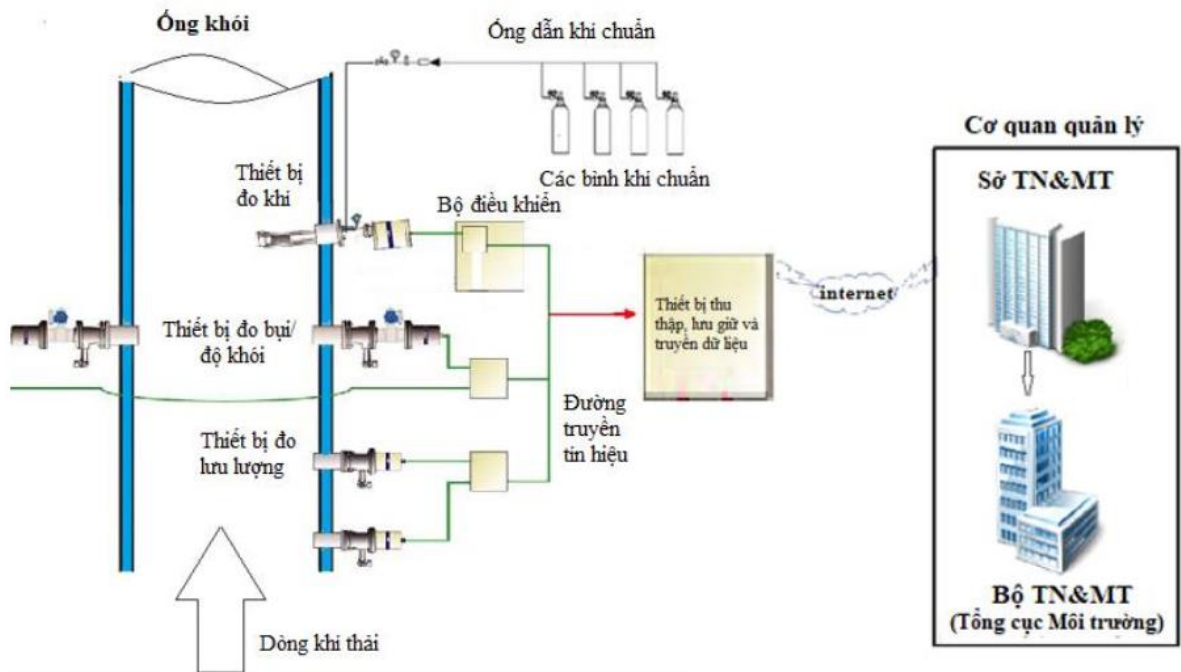 Ống khói
Ống dẫn khí chuẩn
Các bình khí chuẩn
Thiết bị
đo khí
Bộ điều khiển
Thiết bị đo bụi/
độ khói
Thiết bị đo
lưu lượng
Dòng khí thải
Đường
truyền
tín hiệu
Thiết bị thu
thập, lưu giữ và
truyền dữ liệu
internet
Cơ quan quản lý
Sở TN&MT
Bộ TN&MT
(Tổng cục Môi trường)